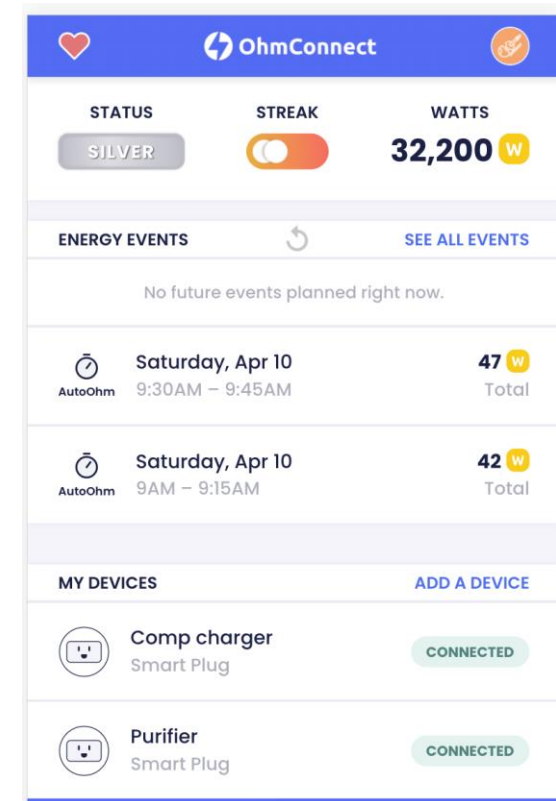 OhmConnect
STATUS STREAK WATTS
SILVER 32,200 W
ENERGY EVENTS SEE ALL EVENTS
No future events planned right now.
Saturday, Apr 10 47 W
AutoOhm 9:30AM – 9:45AM Total
Saturday, Apr 10 42 W
AutoOhm 9AM – 9:15AM Total
MY DEVICES ADD A DEVICE
Comp charger
Smart Plug CONNECTED
Purifier
Smart Plug CONNECTED